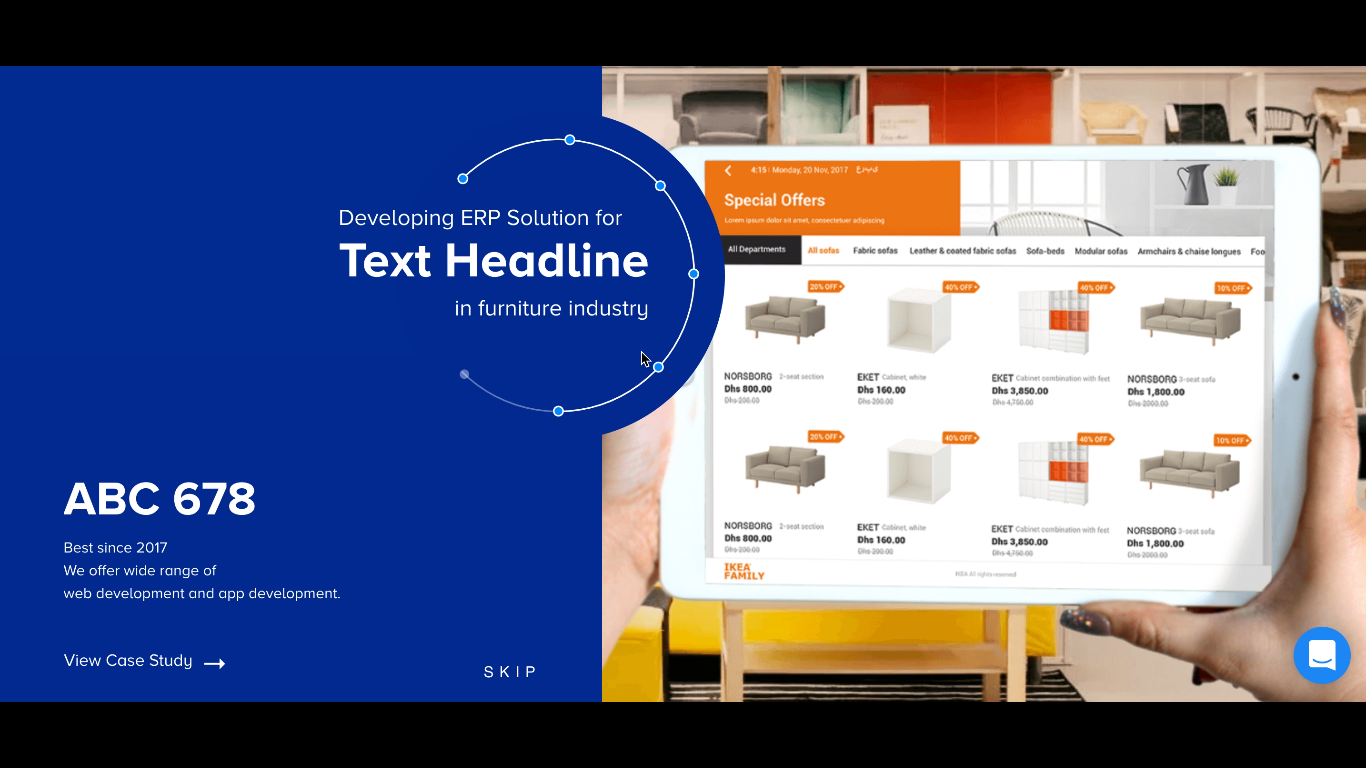 Developing ERP Solution for
Text Headline
in furniture industry
ABC 678
Best since 2017
We offer wide range of
web development and app development.
View Case Study
SKIP
4:15 | Monday, 20 Nov, 2017
Special Offers
Lorem ipsum dolor sit amet, consectetuer adipiscing
All Departments All sofas Fabric sofas Leather & coated fabric sofas Sofa-beds Modular sofas Armchairs & chaise longues Foo
20% OFF 40% OFF 40% OFF 10% OFF
NORSBORG 2-seat section EKET Cabinet, white EKET Cabinet combination with feet NORSBORG 3-seat sofa
Dhs 800.00 Dhs 160.00 Dhs 3,850.00 Dhs 1,800.00
Dhs 200.00 Dhs 200.00 Dhs 4,750.00 Dhs 2000.00
20% OFF 40% OFF 40% OFF 10% OFF
NORSBORG 2-seat section EKET Cabinet, white EKET Cabinet combination with feet NORSBORG 3-seat sofa
Dhs 800.00 Dhs 160.00 Dhs 3,850.00 Dhs 1,800.00
Dhs 200.00 Dhs 200.00 Dhs 4,750.00 Dhs 2000.00
IKEA
FAMILY
IKEA All rights reserved